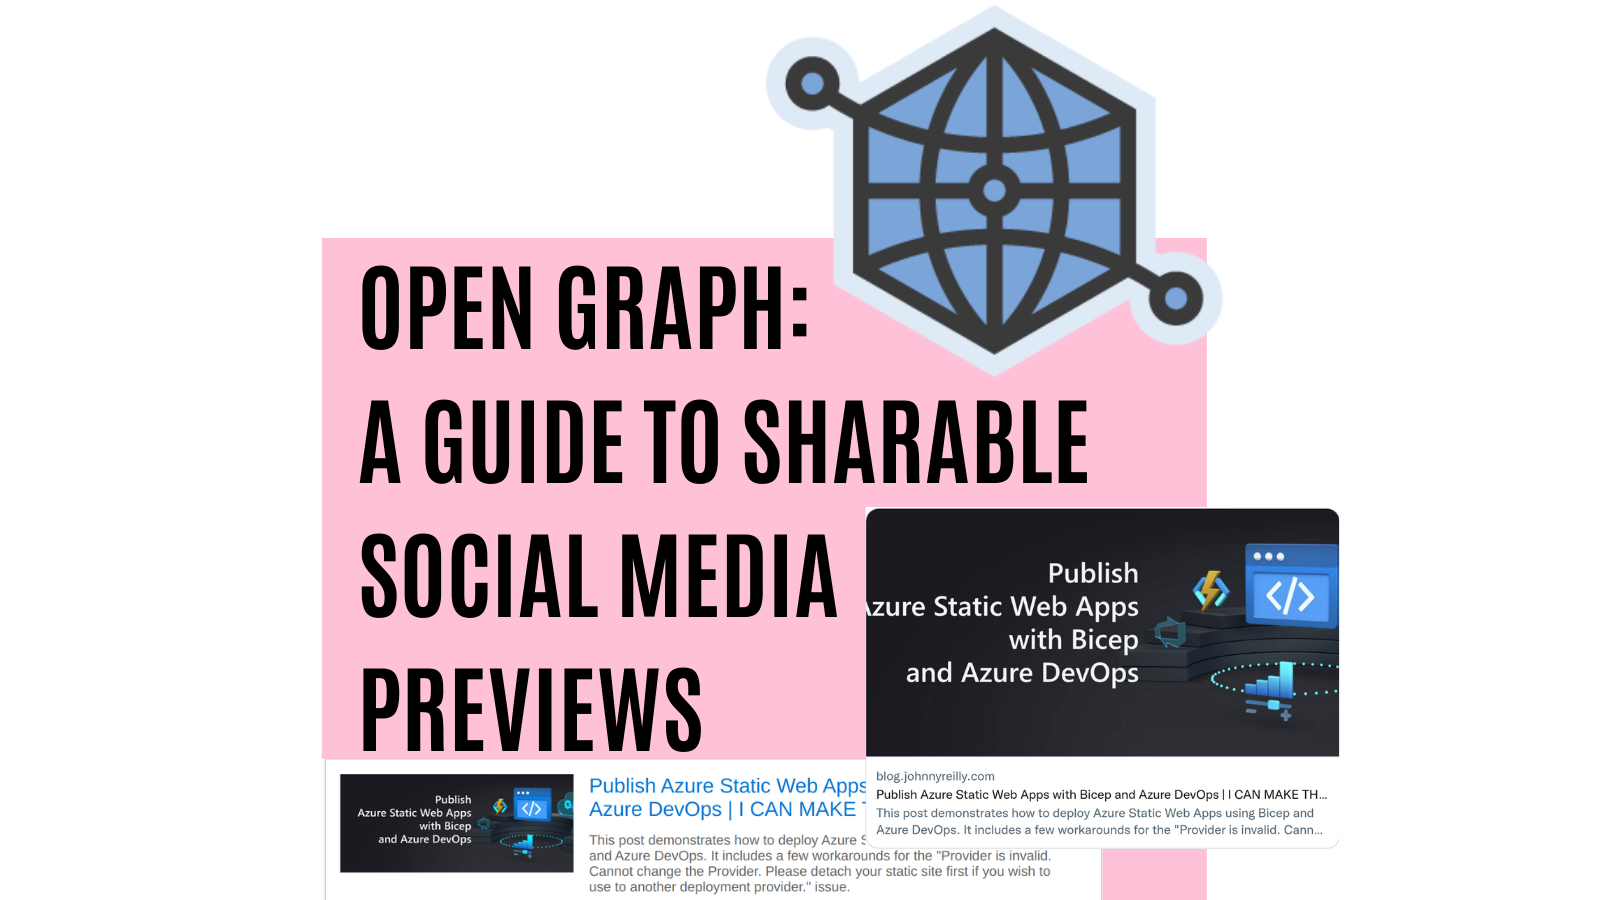 OPEN GRAPH:
A GUIDE TO SHARABLE
SOCIAL MEDIA
PREVIEWS
Publish
Azure Static Web Apps
with Bicep
and Azure DevOps
blog.johnnyreilly.com
Publish Azure Static Web Apps with Bicep and Azure DevOps | I CAN MAKE TH...
This post demonstrates how to deploy Azure Static Web Apps using Bicep and
Azure DevOps. It includes a few workarounds for the "Provider is invalid. Cann...
Publish
Azure Static Web Apps
with Bicep
and Azure DevOps
Publish Azure Static Web Apps
Azure DevOps | I CAN MAKE
This post demonstrates how to deploy Azure
and Azure DevOps. It includes a few workarounds for the "Provider is invalid.
Cannot change the Provider. Please detach your static site first if you wish to
use to another deployment provider." issue.